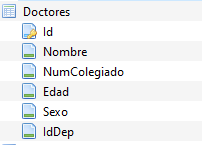 Doctores
Id
Nombre
NumColegiado
Edad
Sexo
IdDep